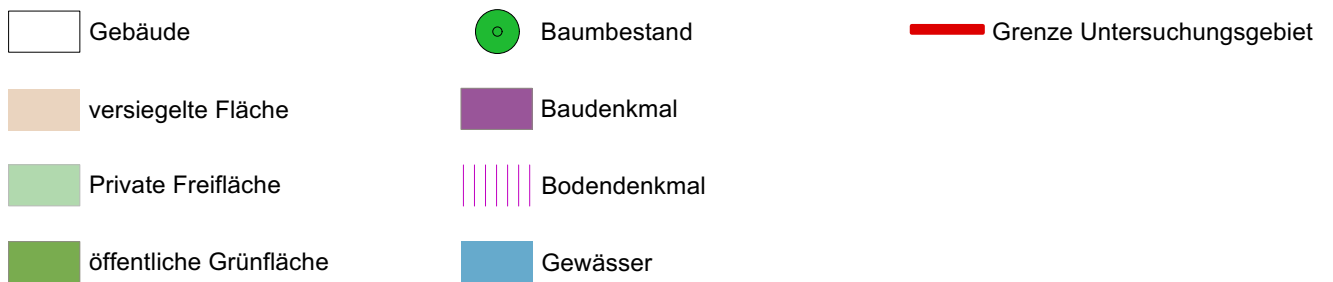 Gebäude
versiegelte Fläche
Private Freifläche
öffentliche Grünfläche
Baumbestand
Baudenkmal
Bodendenkmal
Gewässer
Grenze Untersuchungsgebiet